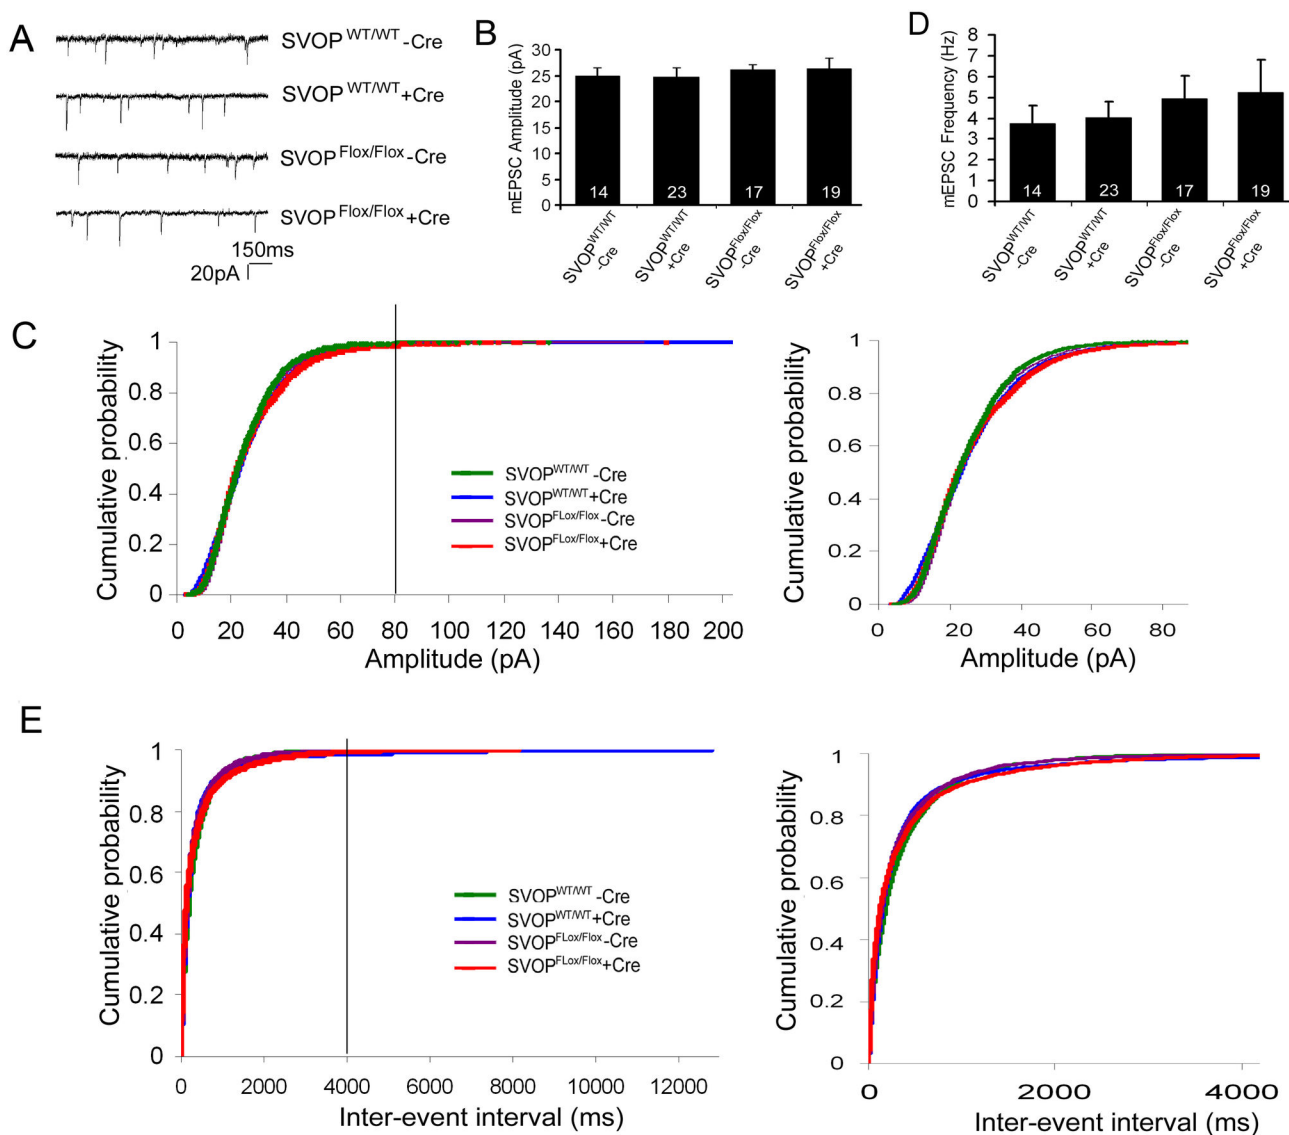 A
SVOP WT/WT -Cre
SVOP WT/WT +Cre
SVOP Flox/Flox -Cre
SVOP Flox/Flox +Cre
150ms
20pA
B
mEPSC Amplitude (pA)
30
25
20
15
10
5
0
14
23
17
19
SVOP WT/WT -Cre
SVOP WT/WT +Cre
SVOP Flox/Flox -Cre
SVOP Flox/Flox +Cre
D
mEPSC Frequency (Hz)
8
7
6
5
4
3
2
1
0
14
23
17
19
SVOP WT/WT -Cre
SVOP WT/WT +Cre
SVOP Flox/Flox -Cre
SVOP Flox/Flox +Cre
C
Cumulative probability
1
0.8
0.6
0.4
0.2
0
SVOP WT/WT -Cre
SVOP WT/WT +Cre
SVOP FLox/Flox -Cre
SVOP FLox/Flox +Cre
0 20 40 60 80 100 120 140 160 180 200
Amplitude (pA)
Cumulative probability
1
0.8
0.6
0.4
0.2
0
0 20 40 60 80
Amplitude (pA)
E
Cumulative probability
1
0.8
0.6
0.4
0.2
0
SVOP WT/WT -Cre
SVOP WT/WT +Cre
SVOP FLox/Flox -Cre
SVOP FLox/Flox +Cre
0 2000 4000 6000 8000 10000 12000
Inter-event interval (ms)
Cumulative probability
1
0.8
0.6
0.4
0.2
0
0 2000 4000
Inter-event interval (ms)